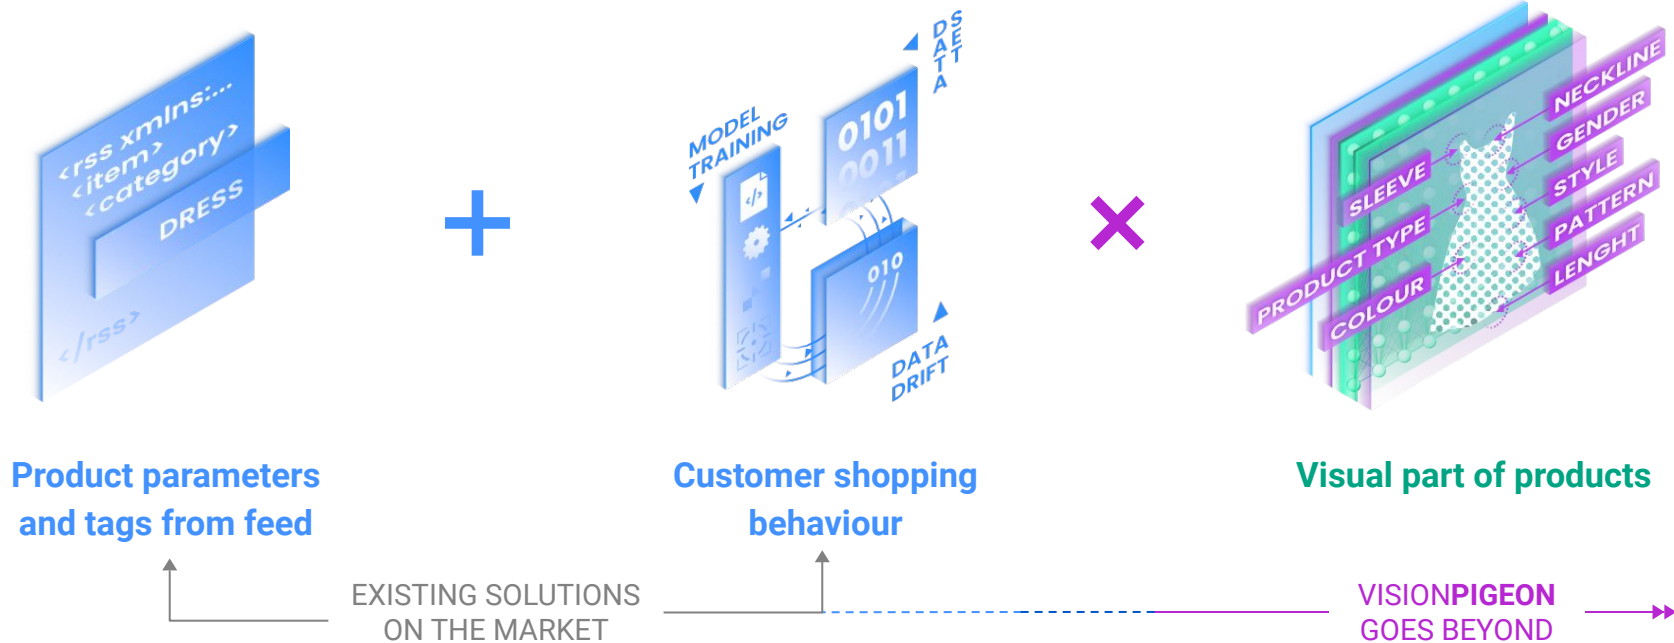 <rss xmlns:...
<item>
<category>
DRESS
</rss>
MODEL
TRAINING
DATA
SET
0101
0011
010
DATA
DRIFT
NECKLINE
GENDER
STYLE
PATTERN
LENGHT
SLEEVE
PRODUCT TYPE
COLOUR
Product parameters
and tags from feed
Customer shopping
behaviour
Visual part of products
EXISTING SOLUTIONS
ON THE MARKET
VISIONPIGEON
GOES BEYOND